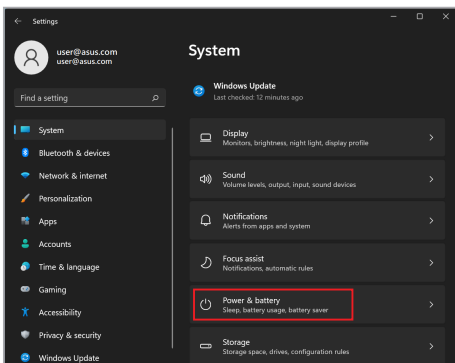 Settings
user@asus.com
user@asus.com
Find a setting
System
Bluetooth & devices
Network & internet
Personalization
Apps
Accounts
Time & language
Gaming
Accessibility
Privacy & security
Windows Update
System
Windows Update
Last checked: 12 minutes ago
Display
Monitors, brightness, night light, display profile
Sound
Volume levels, output, input, sound devices
Notifications
Alerts from apps and system
Focus assist
Notifications, automatic rules
Power & battery
Sleep, battery usage, battery saver
Storage
Storage space, drives, configuration rules